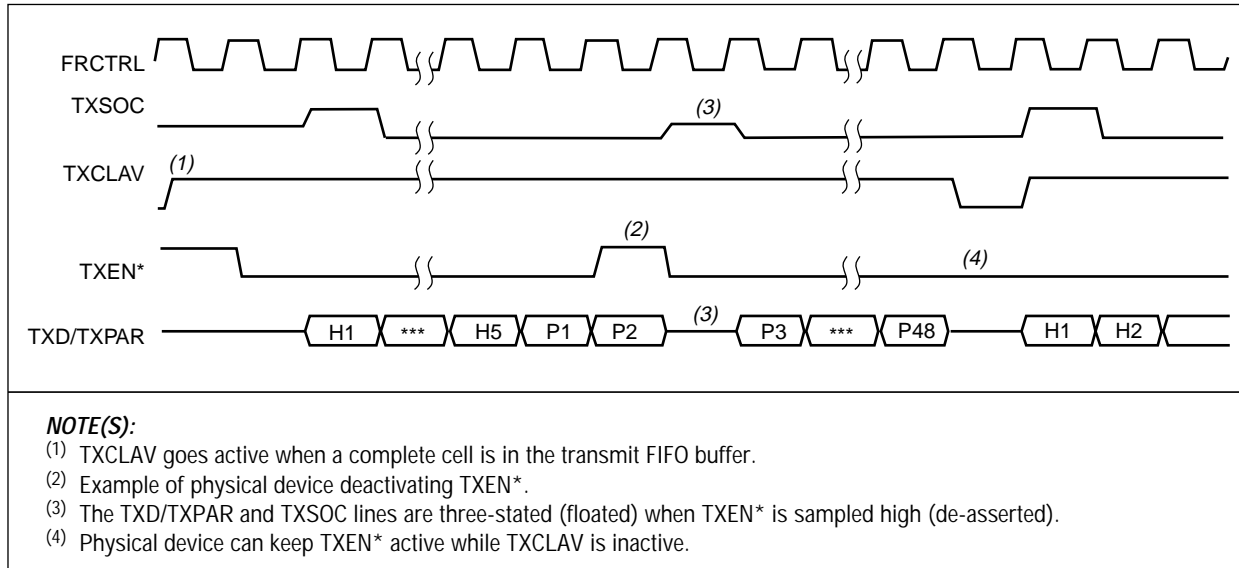 FRCTRL
TXSOC
(3)
TXCLAV
(1)
TXEN*
(2)
(4)
TXD/TXPAR
H1 *** H5 P1 P2 (3) P3 *** P48 H1 H2
NOTE(S):
(1) TXCLAV goes active when a complete cell is in the transmit FIFO buffer.
(2) Example of physical device deactivating TXEN*.
(3) The TXD/TXPAR and TXSOC lines are three-stated (floated) when TXEN* is sampled high (de-asserted).
(4) Physical device can keep TXEN* active while TXCLAV is inactive.